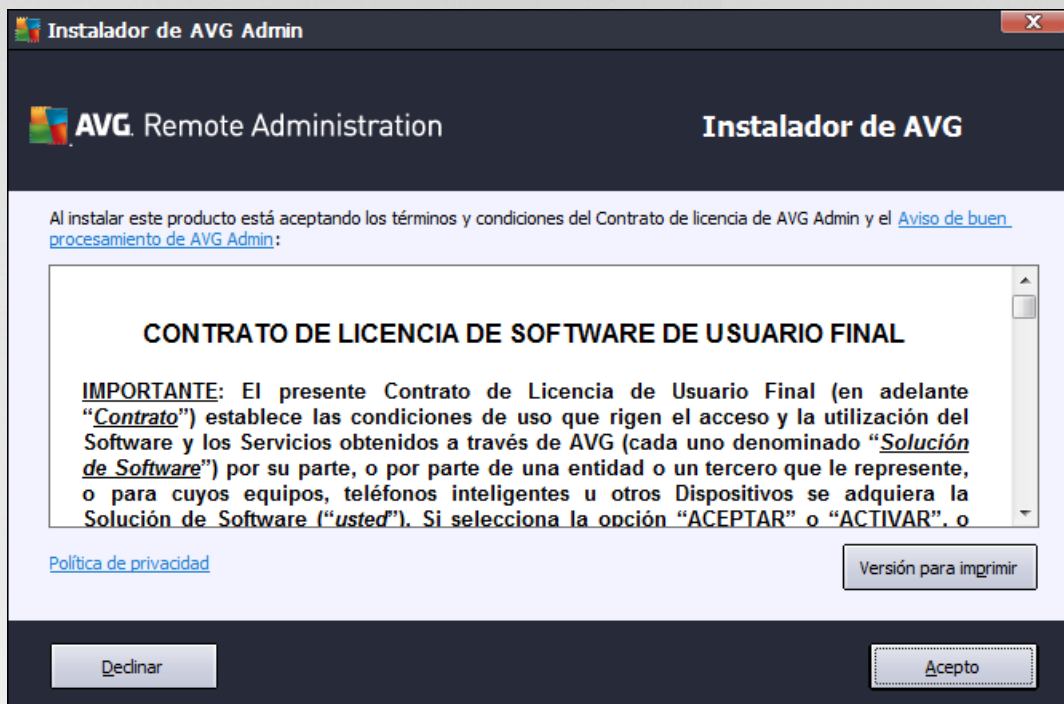 Instalador de AVG Admin
AVG. Remote Administration
Instalador de AVG
Al instalar este producto está aceptando los términos y condiciones del Contrato de licencia de AVG Admin y el Aviso de buen
procesamiento de AVG Admin:
CONTRATO DE LICENCIA DE SOFTWARE DE USUARIO FINAL
IMPORTANTE: El presente Contrato de Licencia de Usuario Final (en adelante
“Contrato”) establece las condiciones de uso que rigen el acceso y la utilización del
Software y los Servicios obtenidos a través de AVG (cada uno denominado “Solución
de Software”) por su parte, o por parte de una entidad o un tercero que le represente,
o para cuyos equipos, teléfonos inteligentes u otros Dispositivos se adquiera la
Solución de Software (“usted”). Si selecciona la opción “ACEPTAR” o “ACTIVAR”, o
Política de privacidad
Versión para imprimir
Declinar
Acepto